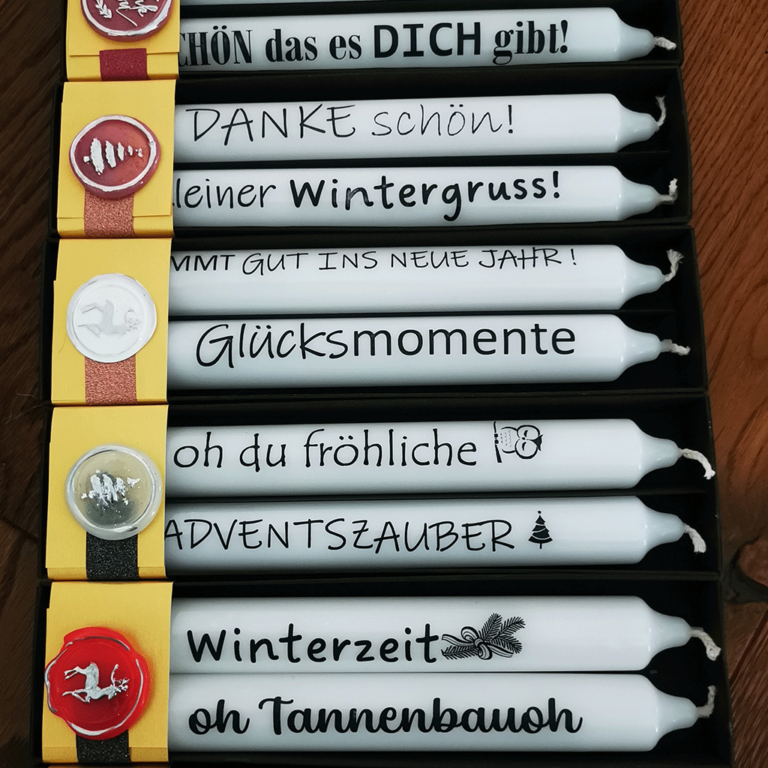 CHÖN das es DICH gibt!
DANKE schön!
leiner Wintergruss!
MMT GUT INS NEUE JAHR !
Glücksmomente
oh du fröhliche
ADVENTSZAUBER
Winterzeit
oh Tannenbauoh